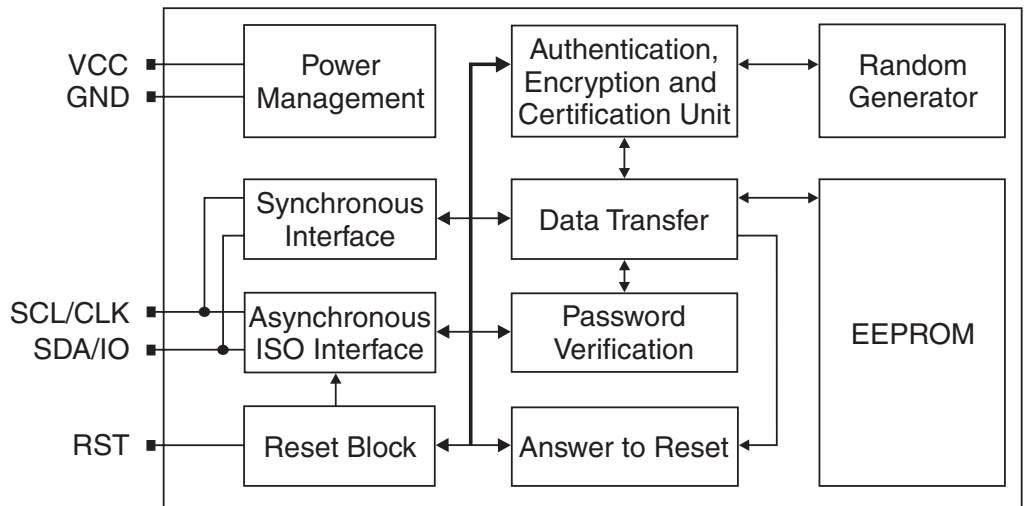 VCC
GND
Power
Management
Authentication,
Encryption and
Certification Unit
Random
Generator
Synchronous
Interface
Data Transfer
EEPROM
SCL/CLK
SDA/IO
Asynchronous
ISO Interface
Password
Verification
RST
Reset Block
Answer to Reset